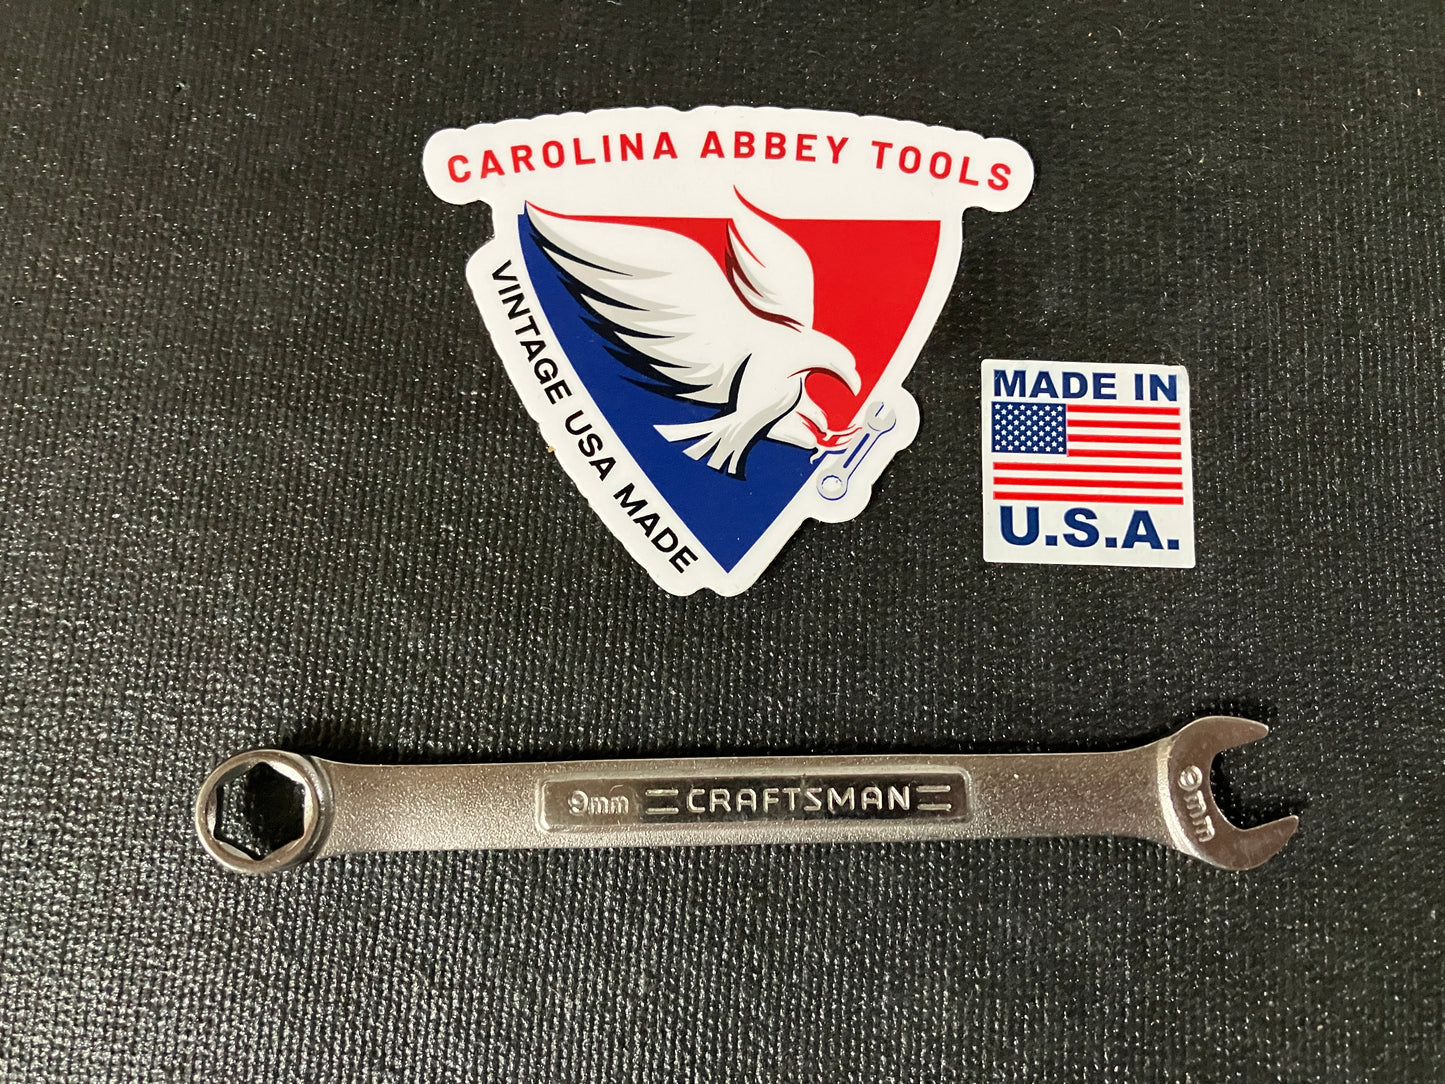 CAROLINA ABBEY TOOLS
VINTAGE USA MADE
MADE IN
U.S.A.
9mm =CRAFTSMAN=
9mm